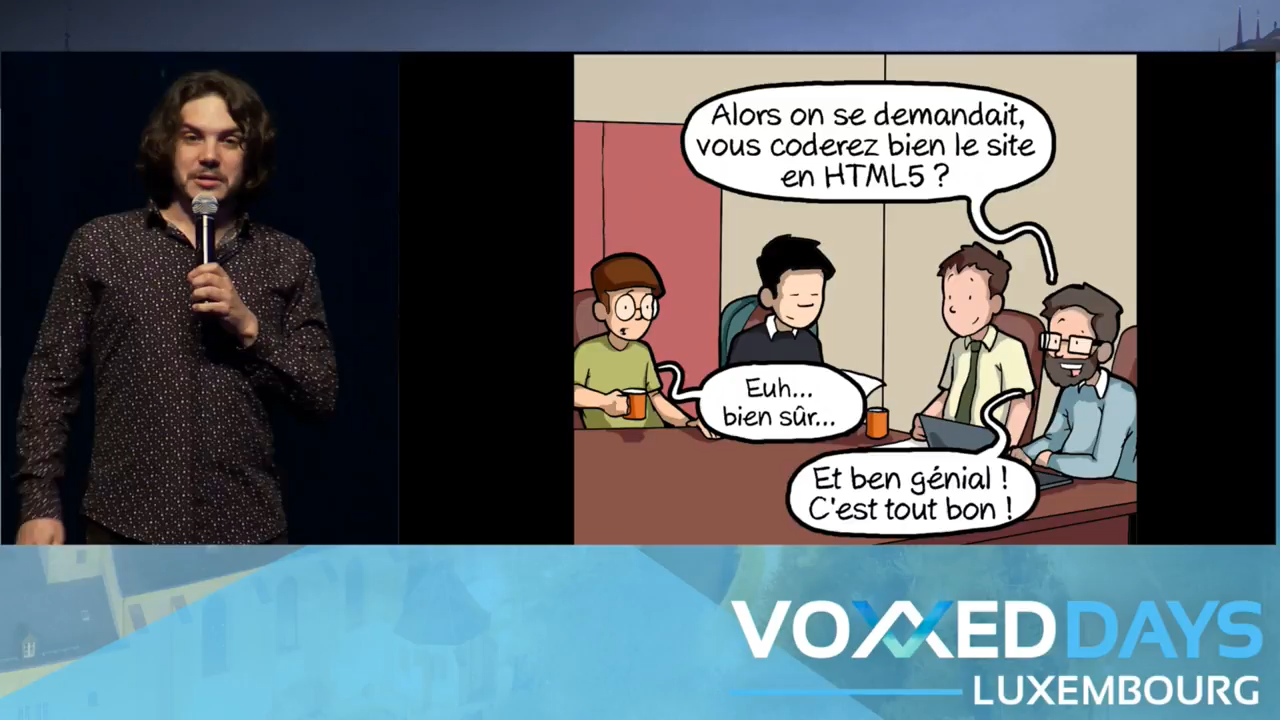 Alors on se demandait,
vous coderez bien le site
en HTML5 ?
Euh...
bien sûr...
Et ben génial !
C'est tout bon !
VOXXED DAYS
LUXEMBOURG